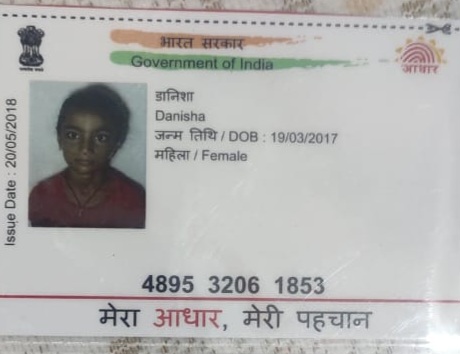 भारत सरकार
Government of India
आधार
Issue Date : 20/05/2018
डानिशा
Danisha
जन्म तिथि / DOB : 19/03/2017
महिला / Female
4895 3206 1853
मेरा आधार, मेरी पहचान